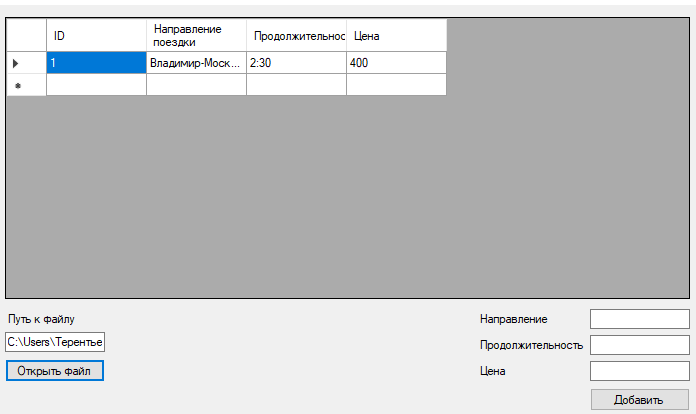 ID
Направление
поездки
Продолжительнос
Цена
1
Владимир-Моск...
2:30
400
Путь к файлу
C:\Users\Терентье
Открыть файл
Направление
Продолжительность
Цена
Добавить